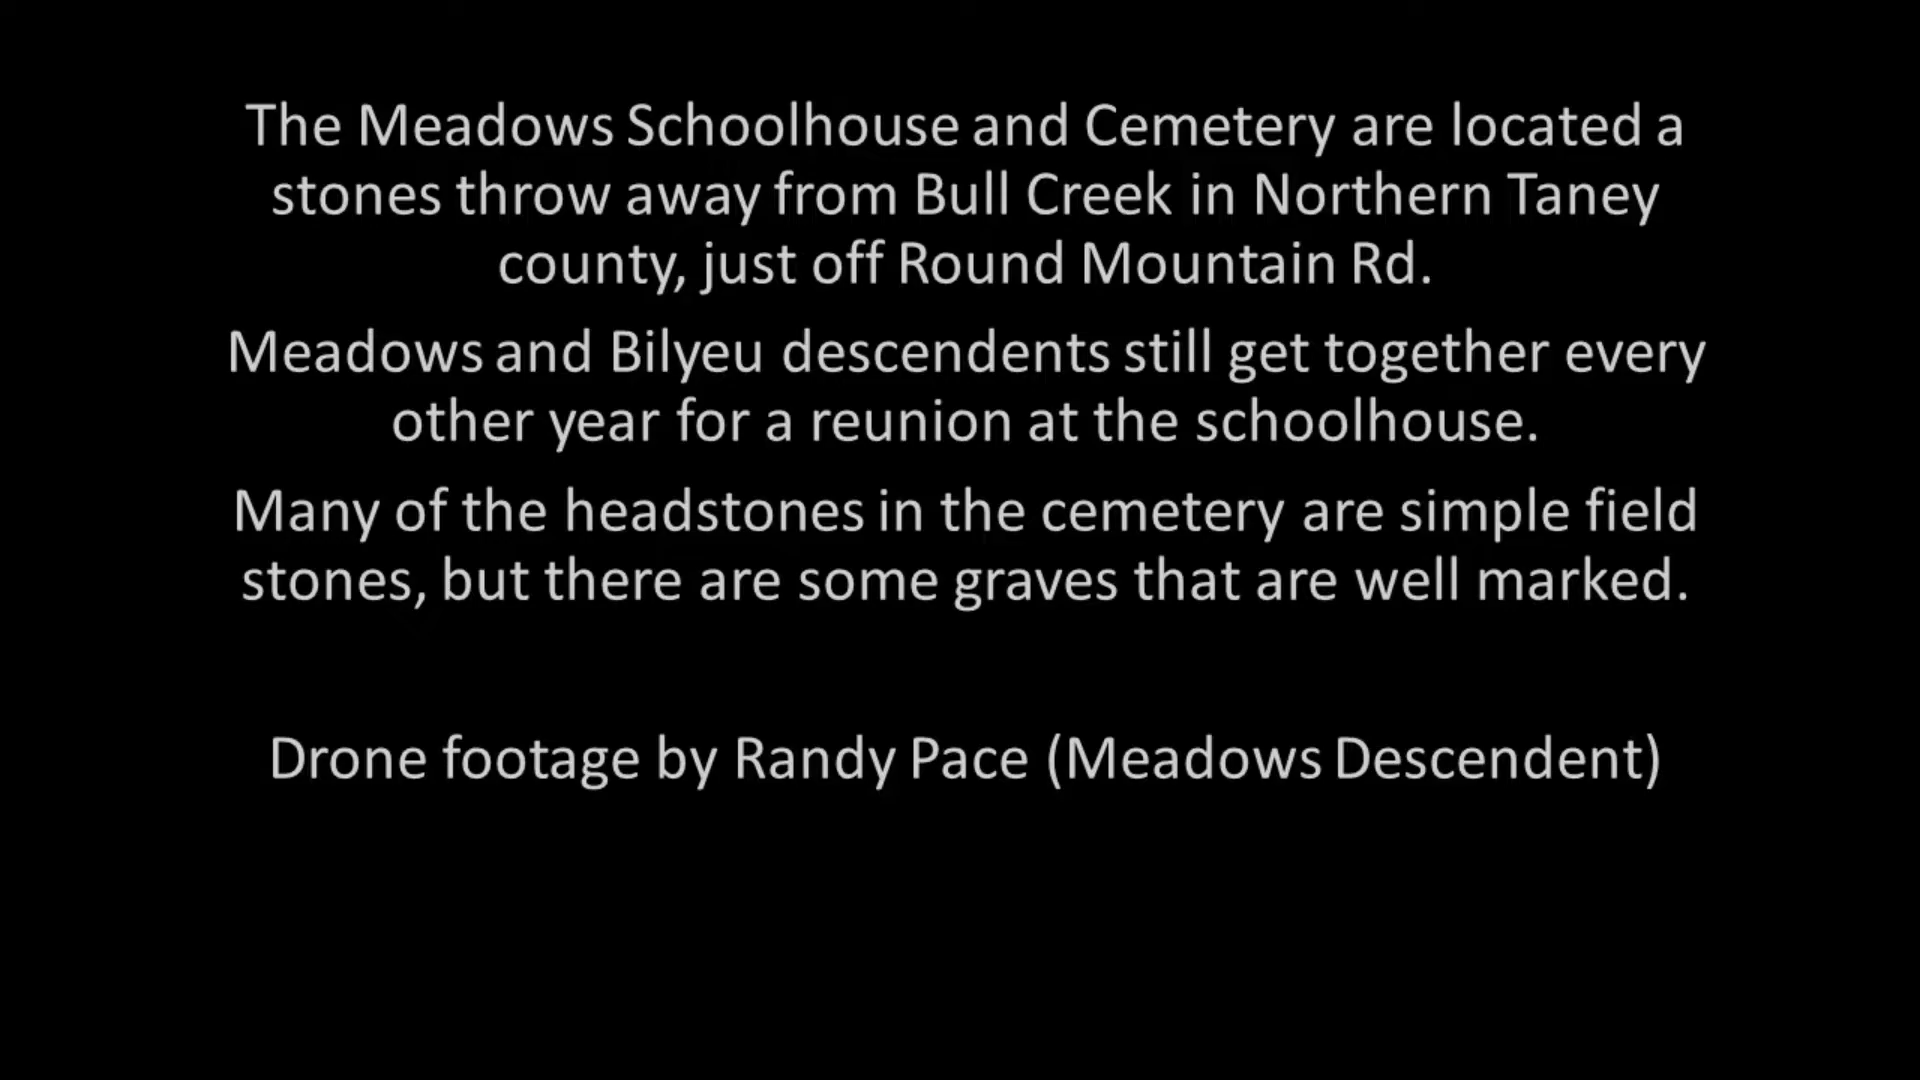 The Meadows Schoolhouse and Cemetery are located a
stones throw away from Bull Creek in Northern Taney
county, just off Round Mountain Rd.
Meadows and Bilyeu descendents still get together every
other year for a reunion at the schoolhouse.
Many of the headstones in the cemetery are simple field
stones, but there are some graves that are well marked.
Drone footage by Randy Pace (Meadows Descendent)